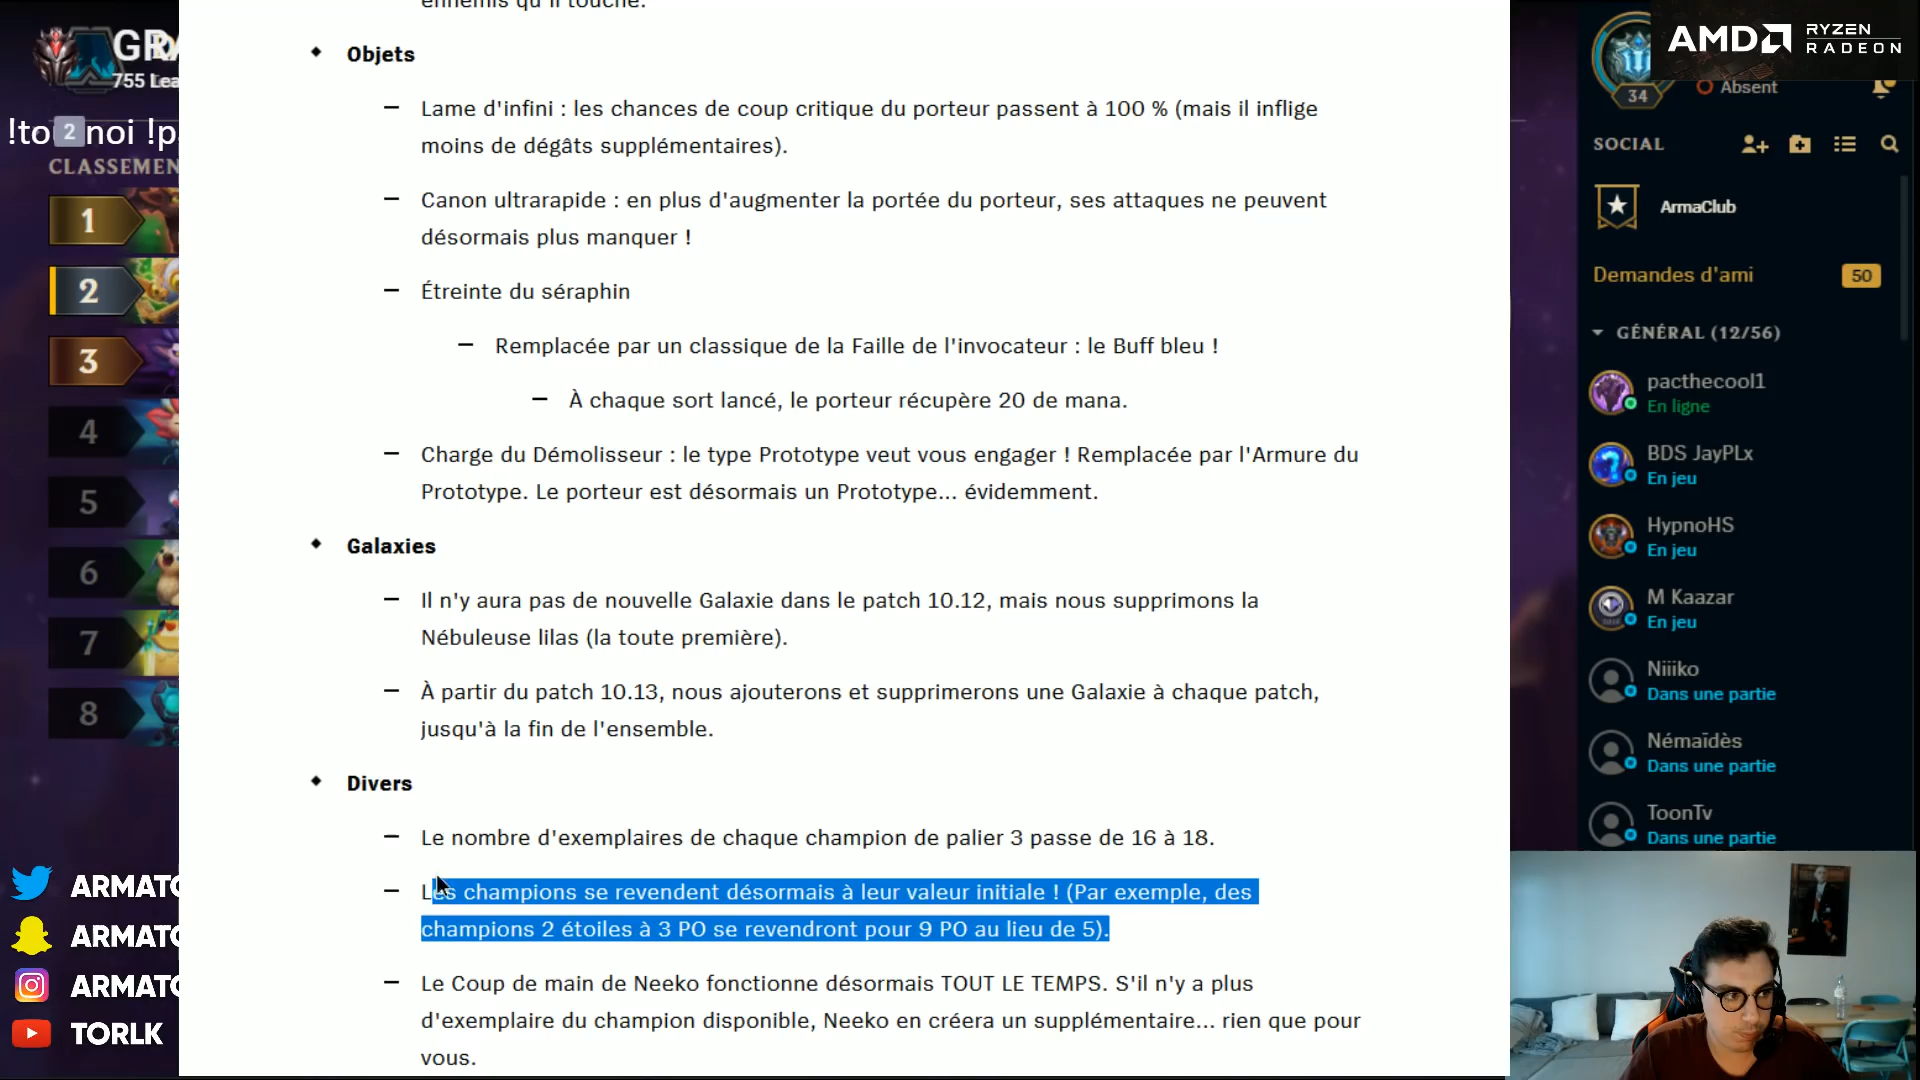 ennemis qu'il touche.
Objets
Lame d'infini : les chances de coup critique du porteur passent à 100 % (mais il inflige
moins de dégâts supplémentaires).
Canon ultrarapide : en plus d'augmenter la portée du porteur, ses attaques ne peuvent
désormais plus manquer !
Étreinte du séraphin
Remplacée par un classique de la Faille de l'invocateur : le Buff bleu !
À chaque sort lancé, le porteur récupère 20 de mana.
Charge du Démolisseur : le type Prototype veut vous engager ! Remplacée par l'Armure du
Prototype. Le porteur est désormais un Prototype... évidemment.
Galaxies
Il n'y aura pas de nouvelle Galaxie dans le patch 10.12, mais nous supprimons la
Nébuleuse lilas (la toute première).
À partir du patch 10.13, nous ajouterons et supprimerons une Galaxie à chaque patch,
jusqu'à la fin de l'ensemble.
Divers
Le nombre d'exemplaires de chaque champion de palier 3 passe de 16 à 18.
Les champions se revendent désormais à leur valeur initiale ! (Par exemple, des
champions 2 étoiles à 3 PO se revendront pour 9 PO au lieu de 5).
Le Coup de main de Neeko fonctionne désormais TOUT LE TEMPS. S'il n'y a plus
d'exemplaire du champion disponible, Neeko en créera un supplémentaire... rien que pour
vous.
755 Lea
!to
2
noi !p
CLASSEMEN
1
2
3
4
5
6
7
8
ARMATO
ARMATO
ARMATO
TORLK
AMD
RYZEN
RADEON
34
Absent
SOCIAL
ArmaClub
Demandes d'ami
50
GÉNÉRAL (12/56)
pacthecool1
En ligne
BDS JayPLx
En jeu
HypnoHS
En jeu
M Kaazar
En jeu
Niiiko
Dans une partie
Némaïdès
Dans une partie
ToonTv
Dans une partie